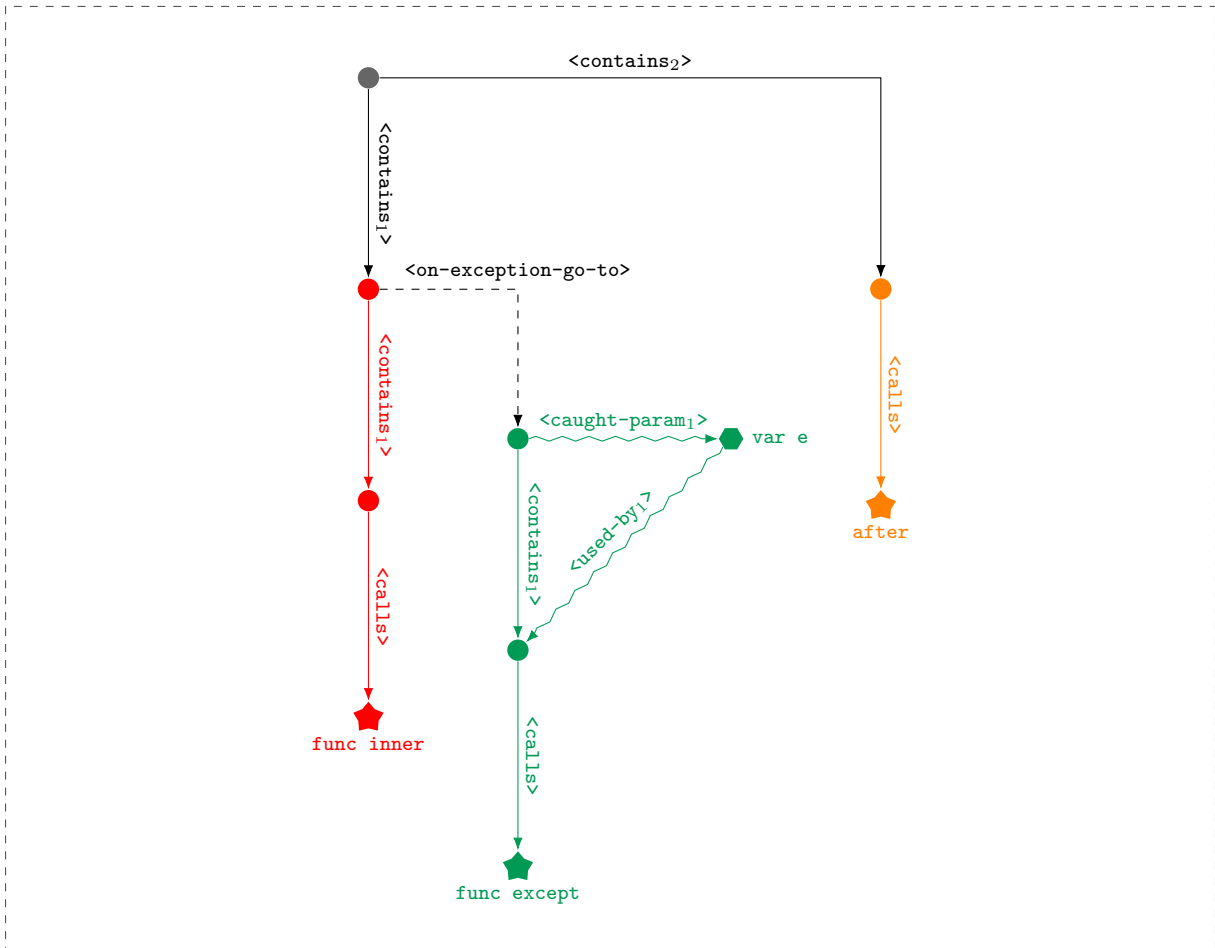 <contains₂>
<contains₁>
<on-exception-go-to>
<contains₁>
<calls>
<caught-param₁>
var e
<contains₁>
<used-by₁>
after
<calls>
func inner
<calls>
func except